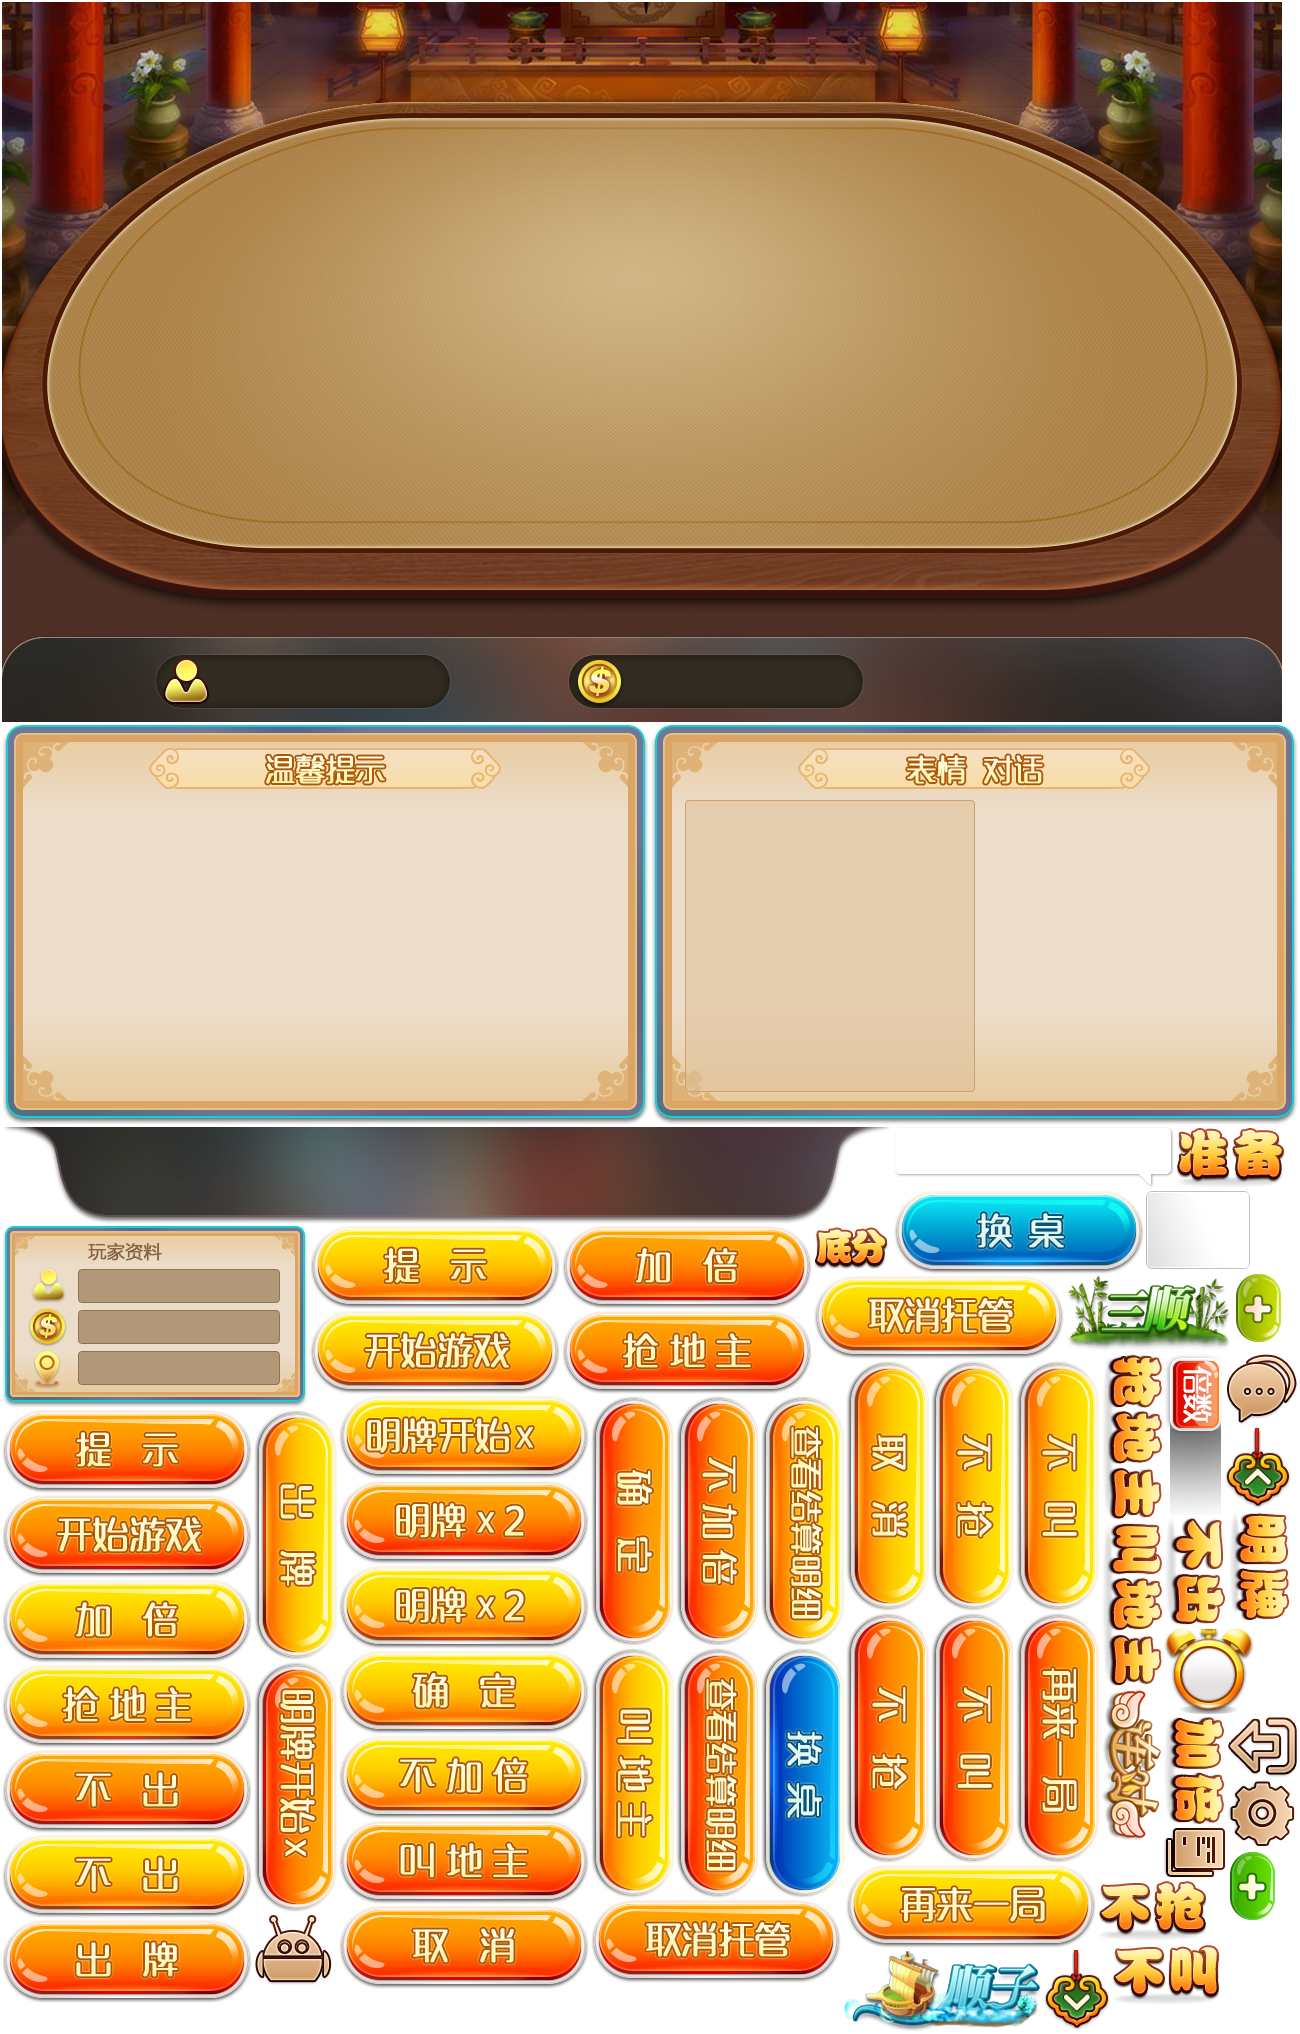 温馨提示
表情 对话
准备
换桌
玩家资料
提示
加倍
底分
开始游戏
抢地主
取消托管
三顺
提示
开始游戏
加倍
抢地主
不出
不出
出牌
出牌
明牌开始x
明牌开始x
明牌 x 2
明牌 x 2
确定
不加倍
叫地主
取消
确定
不加倍
查看结算明细
叫地主
查看结算明细
换桌
取消托管
取消
不抢
不叫
不抢
不叫
再来一局
再来一局
抢地主
叫地主
倍数
不出
明牌
连对
加倍
不抢
不叫
顺子